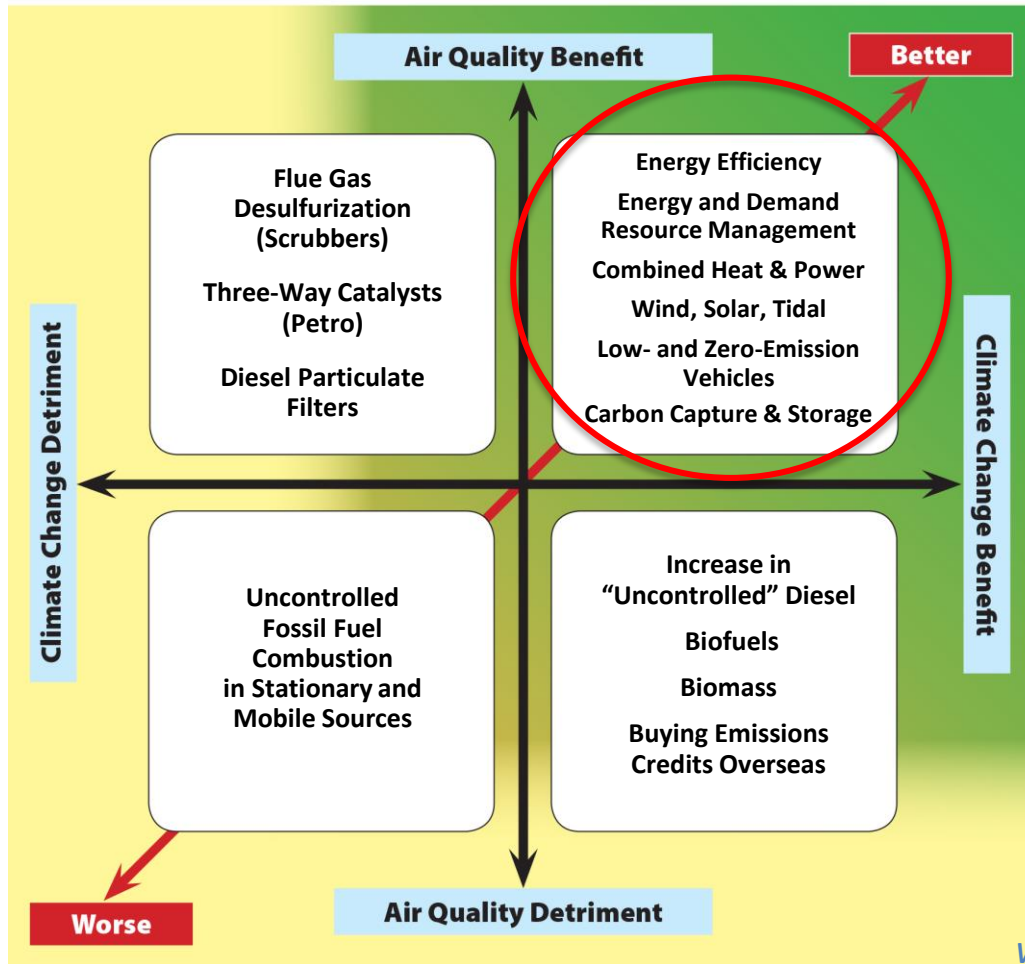 Air Quality Benefit
Better
Flue Gas
Desulfurization
(Scrubbers)
Three-Way Catalysts
(Petro)
Diesel Particulate
Filters
Energy Efficiency
Energy and Demand
Resource Management
Combined Heat & Power
Wind, Solar, Tidal
Low- and Zero-Emission
Vehicles
Carbon Capture & Storage
Climate Change Detriment
Climate Change Benefit
Uncontrolled
Fossil Fuel
Combustion
in Stationary and
Mobile Sources
Increase in
“Uncontrolled” Diesel
Biofuels
Biomass
Buying Emissions
Credits Overseas
Worse
Air Quality Detriment